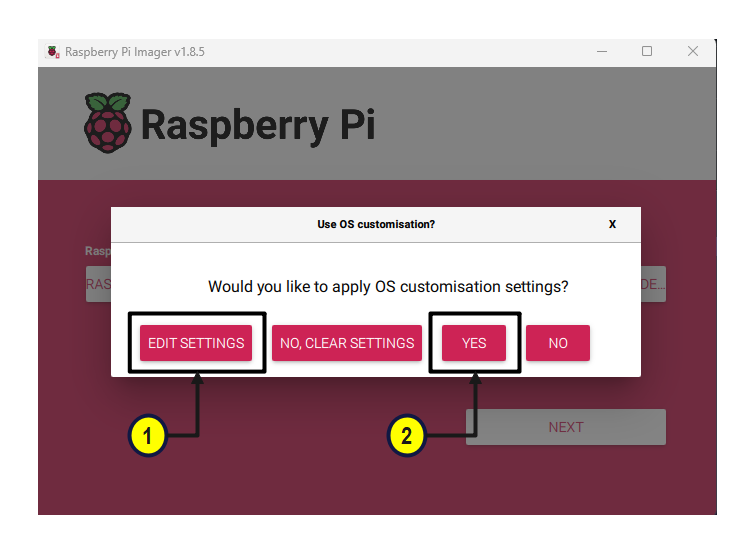 Raspberry Pi Imager v1.8.5
Raspberry Pi
Use OS customisation?
X
Rasp
RAS
DE...
Would you like to apply OS customisation settings?
EDIT SETTINGS
NO, CLEAR SETTINGS
YES
NO
1
2
NEXT